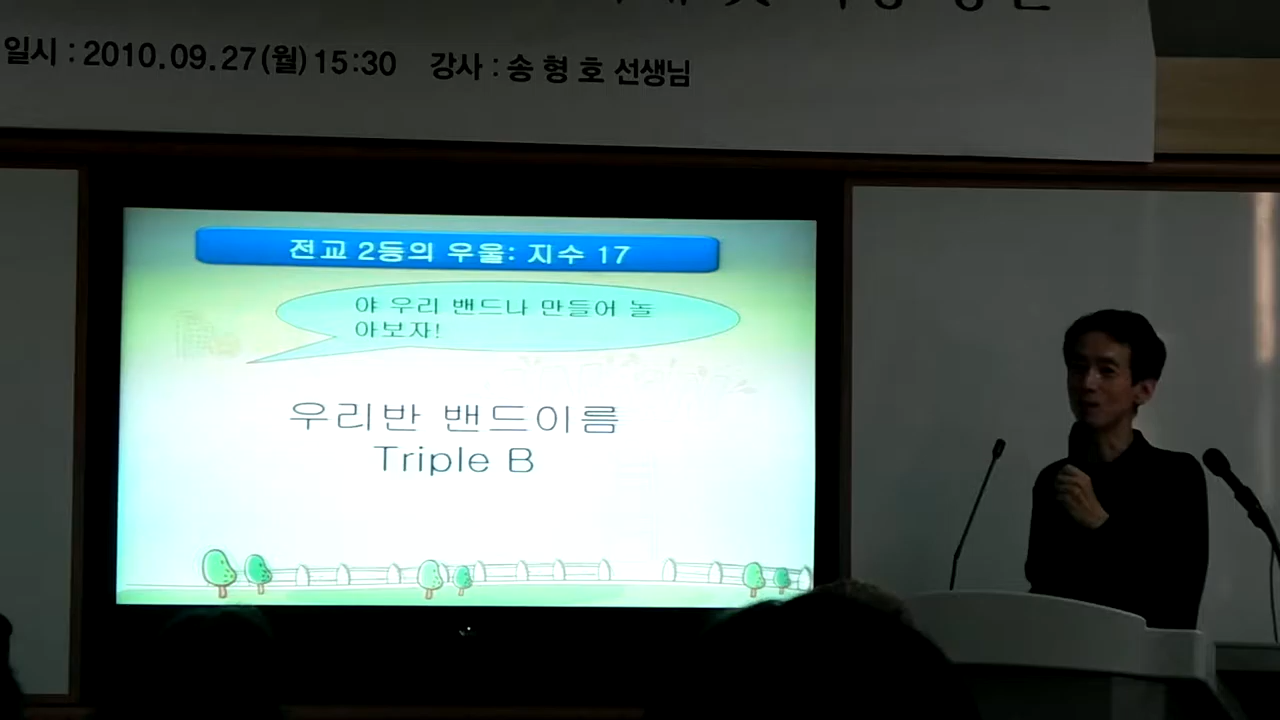 일시 : 2010.09.27(월) 15:30 강사 : 송 형 호 선생님
전교 2등의 우울: 지수 17
야 우리 밴드나 만들어 놀
아보자!
우리반 밴드이름
Triple B